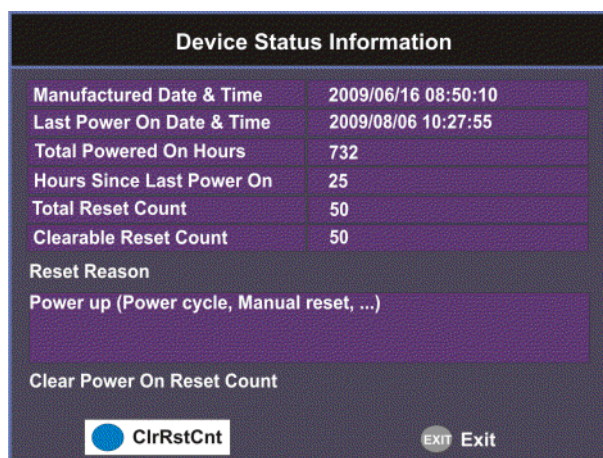 Device Status Information
Manufactured Date & Time 2009/06/16 08:50:10
Last Power On Date & Time 2009/08/06 10:27:55
Total Powered On Hours 732
Hours Since Last Power On 25
Total Reset Count 50
Clearable Reset Count 50
Reset Reason
Power up (Power cycle, Manual reset, ...)
Clear Power On Reset Count
ClrRstCnt EXIT Exit